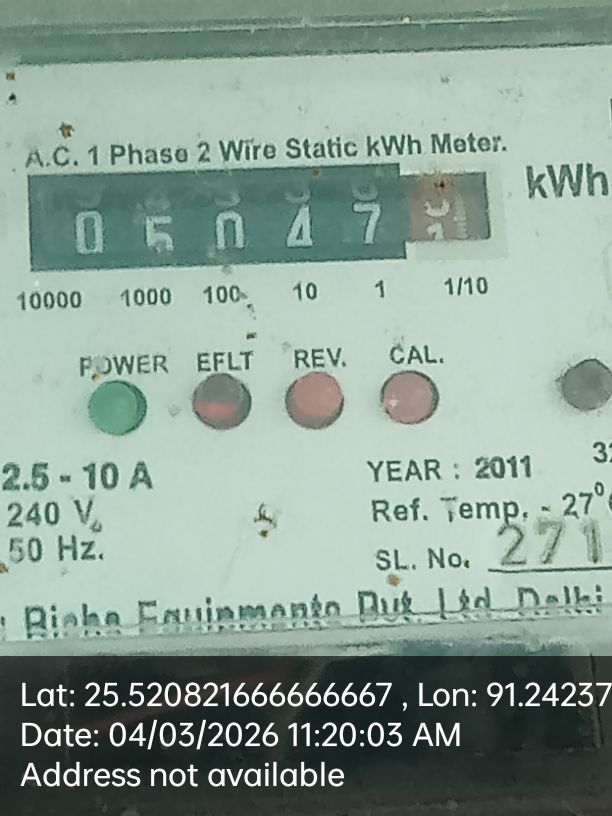 A.C. 1 Phase 2 Wire Static kWh Meter.
kWh
0 5 0 4 7
10000 1000 100 10 1 1/10
POWER EFLT REV. CAL.
2.5 - 10 A
240 V.
50 Hz.
YEAR : 2011
Ref. Temp. - 27⁰
SL. No. 271
Lat: 25.520821666666667 , Lon: 91.24237
Date: 04/03/2026 11:20:03 AM
Address not available